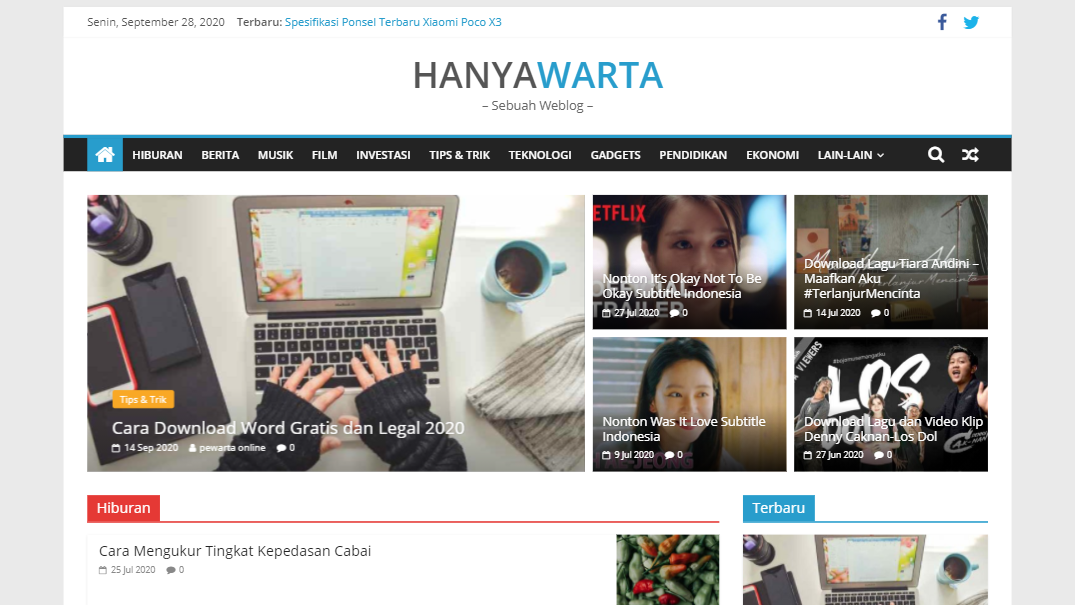 Senin, September 28, 2020 Terbaru: Spesifikasi Ponsel Terbaru Xiaomi Poco X3
HANYAWARTA
– Sebuah Weblog –
HIBURAN BERITA MUSIK FILM INVESTASI TIPS & TRIK TEKNOLOGI GADGETS PENDIDIKAN EKONOMI LAIN-LAIN
Tips & Trik
Cara Download Word Gratis dan Legal 2020
14 Sep 2020 pewarta online 0
ETFLIX
Nonton It's Okay Not To Be
Okay Subtitle Indonesia
TRAILER
27 Jul 2020 0
Download Lagu Tiara Andini –
Maafkan Aku
#TerlanjurMencinta
14 Jul 2020 0
Nonton Was It Love Subtitle
Indonesia
9 Jul 2020 0
VIEWERS
#bojomusemangatku
LOS
Download Lagu dan Video Klip
Denny Caknan-Los Dol
27 Jun 2020 0
Hiburan
Cara Mengukur Tingkat Kepedasan Cabai
25 Jul 2020 0
Terbaru